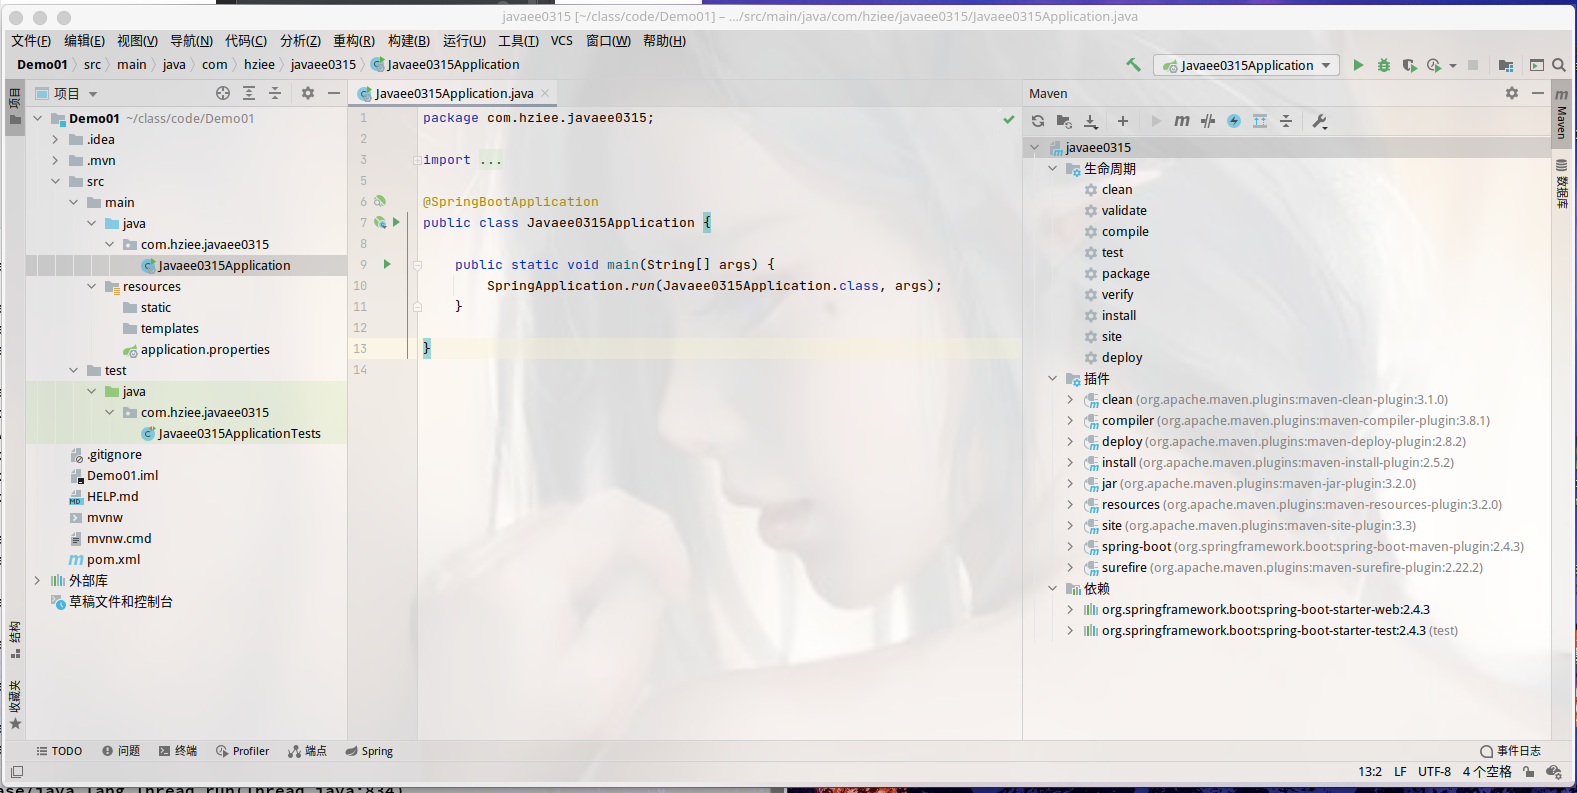 javaee0315 [~/class/code/Demo01] – .../src/main/java/com/hziee/javaee0315/Javaee0315Application.java
文件(F) 编辑(E) 视图(V) 导航(N) 代码(C) 分析(Z) 重构(R) 构建(B) 运行(U) 工具(T) VCS 窗口(W) 帮助(H)
Demo01 src main java com hziee javaee0315 Javaee0315Application
Javaee0315Application
项目
项目
Demo01 ~/class/code/Demo01
.idea
.mvn
src
main
java
com.hziee.javaee0315
Javaee0315Application
resources
static
templates
application.properties
test
java
com.hziee.javaee0315
Javaee0315ApplicationTests
.gitignore
Demo01.iml
HELP.md
mvnw
mvnw.cmd
pom.xml
外部库
草稿文件和控制台
结构
收藏夹
Javaee0315Application.java
1 package com.hziee.javaee0315;
2
3 import ...
5
6 @SpringBootApplication
7 public class Javaee0315Application {
8
9 public static void main(String[] args) {
10 SpringApplication.run(Javaee0315Application.class, args);
11 }
12
13 }
14
Maven
javaee0315
生命周期
clean
validate
compile
test
package
verify
install
site
deploy
插件
clean (org.apache.maven.plugins:maven-clean-plugin:3.1.0)
compiler (org.apache.maven.plugins:maven-compiler-plugin:3.8.1)
deploy (org.apache.maven.plugins:maven-deploy-plugin:2.8.2)
install (org.apache.maven.plugins:maven-install-plugin:2.5.2)
jar (org.apache.maven.plugins:maven-jar-plugin:3.2.0)
resources (org.apache.maven.plugins:maven-resources-plugin:3.2.0)
site (org.apache.maven.plugins:maven-site-plugin:3.3)
spring-boot (org.springframework.boot:spring-boot-maven-plugin:2.4.3)
surefire (org.apache.maven.plugins:maven-surefire-plugin:2.22.2)
依赖
org.springframework.boot:spring-boot-starter-web:2.4.3
org.springframework.boot:spring-boot-starter-test:2.4.3 (test)
Maven
数据库
TODO 问题 终端 Profiler 端点 Spring
事件日志
13:2 LF UTF-8 4 个空格